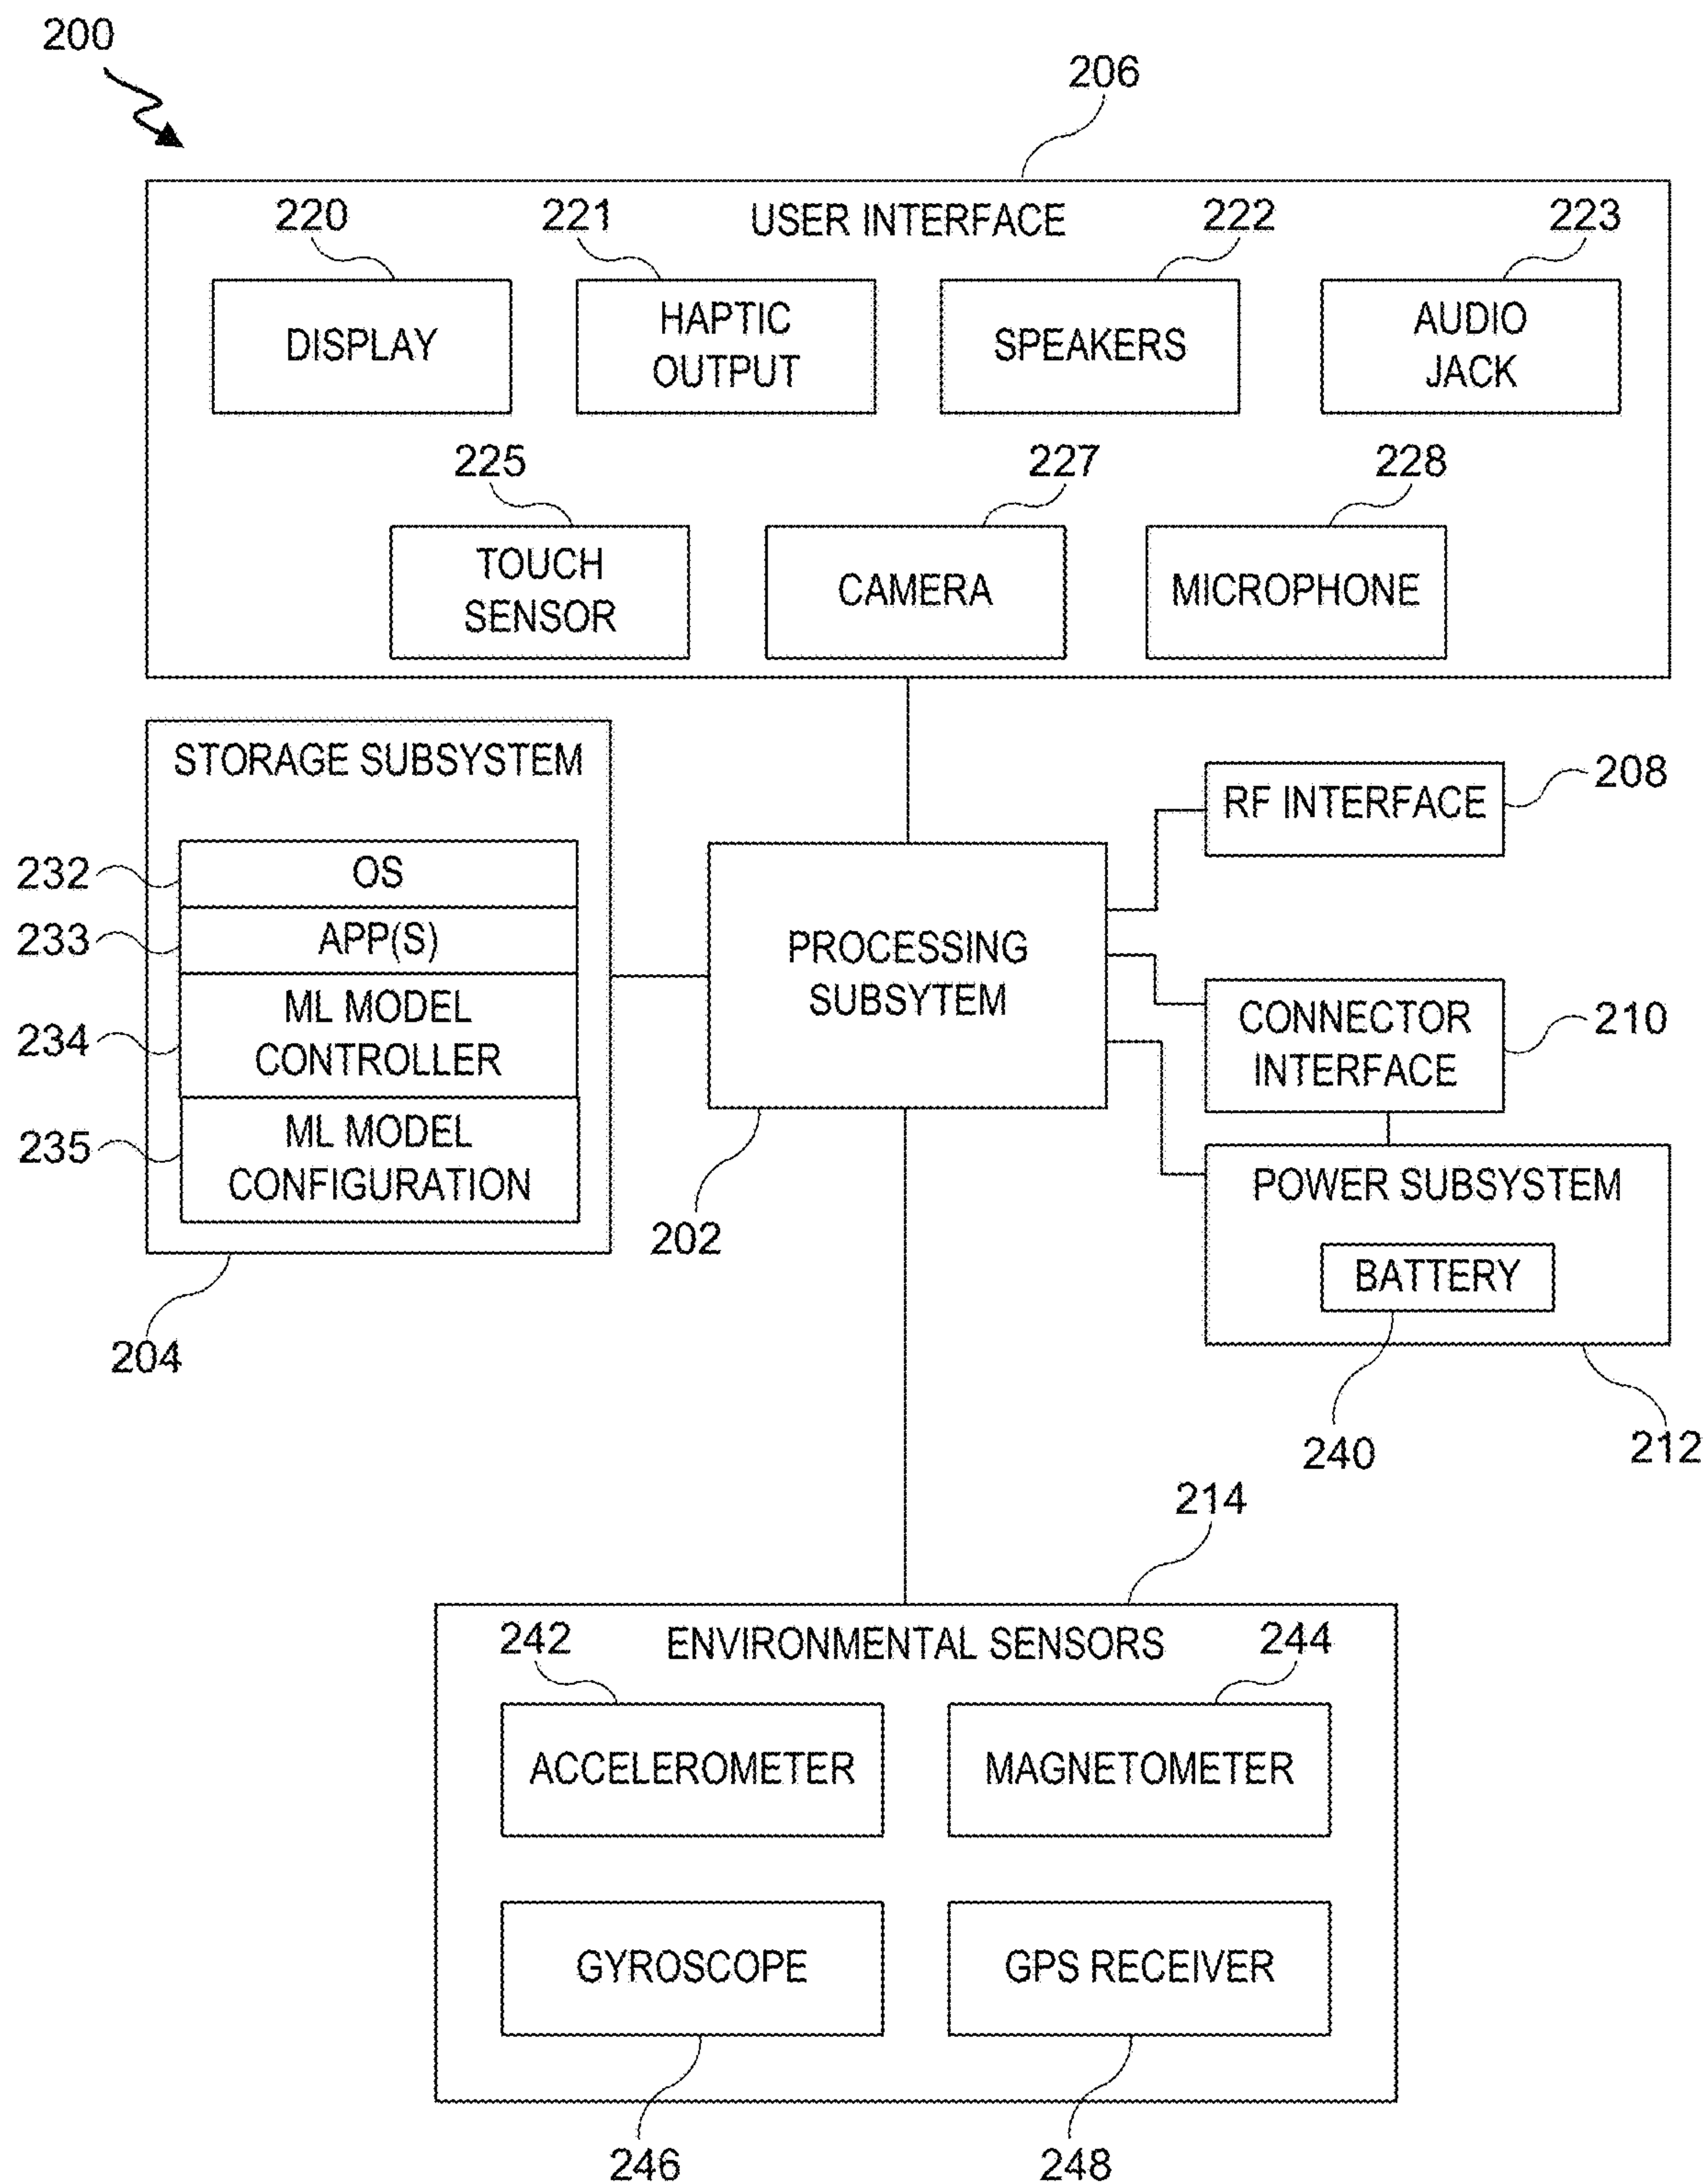 200
206
USER INTERFACE
220
221
222
223
DISPLAY
HAPTIC
OUTPUT
SPEAKERS
AUDIO
JACK
225
227
228
TOUCH
SENSOR
CAMERA
MICROPHONE
STORAGE SUBSYSTEM
232
OS
233
APP(S)
234
ML MODEL
CONTROLLER
235
ML MODEL
CONFIGURATION
204
PROCESSING
SUBSYTEM
202
RF INTERFACE
208
CONNECTOR
INTERFACE
210
POWER SUBSYSTEM
BATTERY
240
212
214
ENVIRONMENTAL SENSORS
242
244
ACCELEROMETER
MAGNETOMETER
GYROSCOPE
GPS RECEIVER
246
248